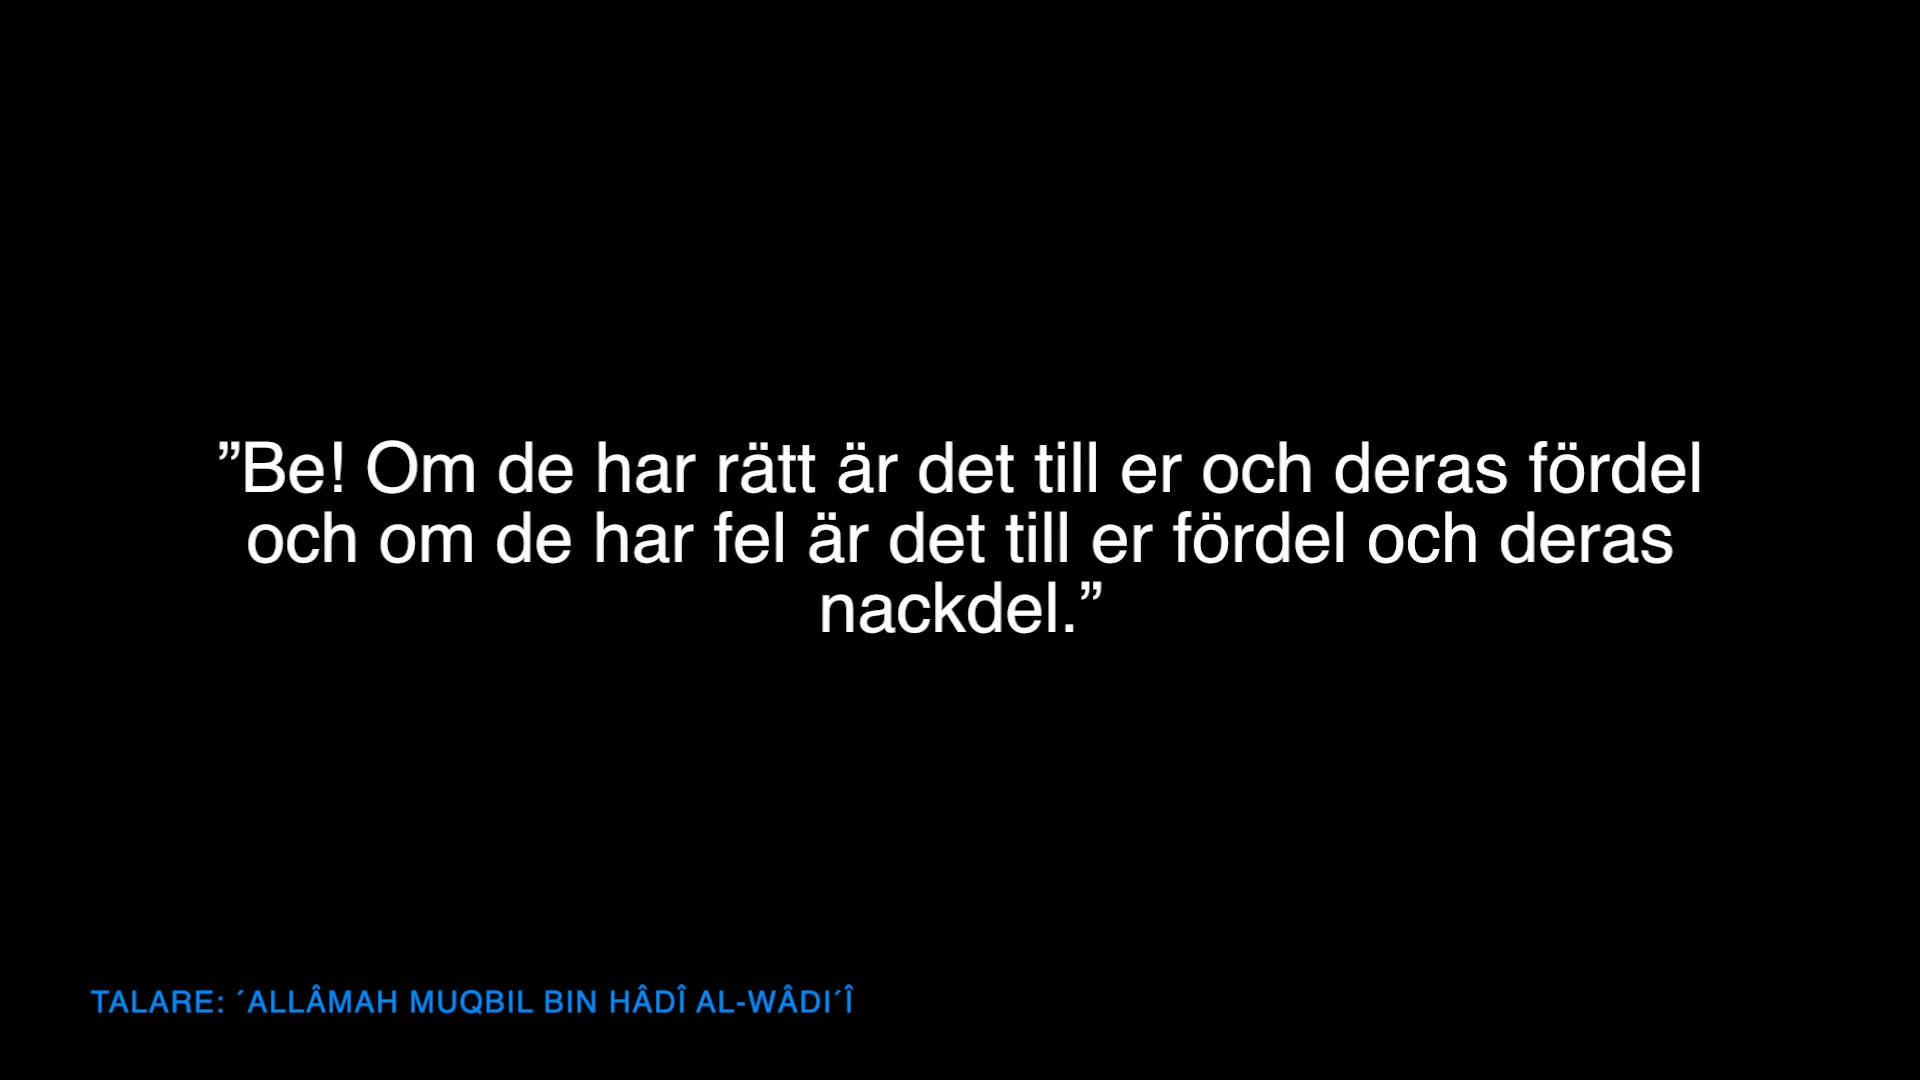 ”Be! Om de har rätt är det till er och deras fördel
och om de har fel är det till er fördel och deras
nackdel.”
TALARE: ´ALLÂMAH MUQBIL BIN HÂDÎ AL-WÂDI´Î